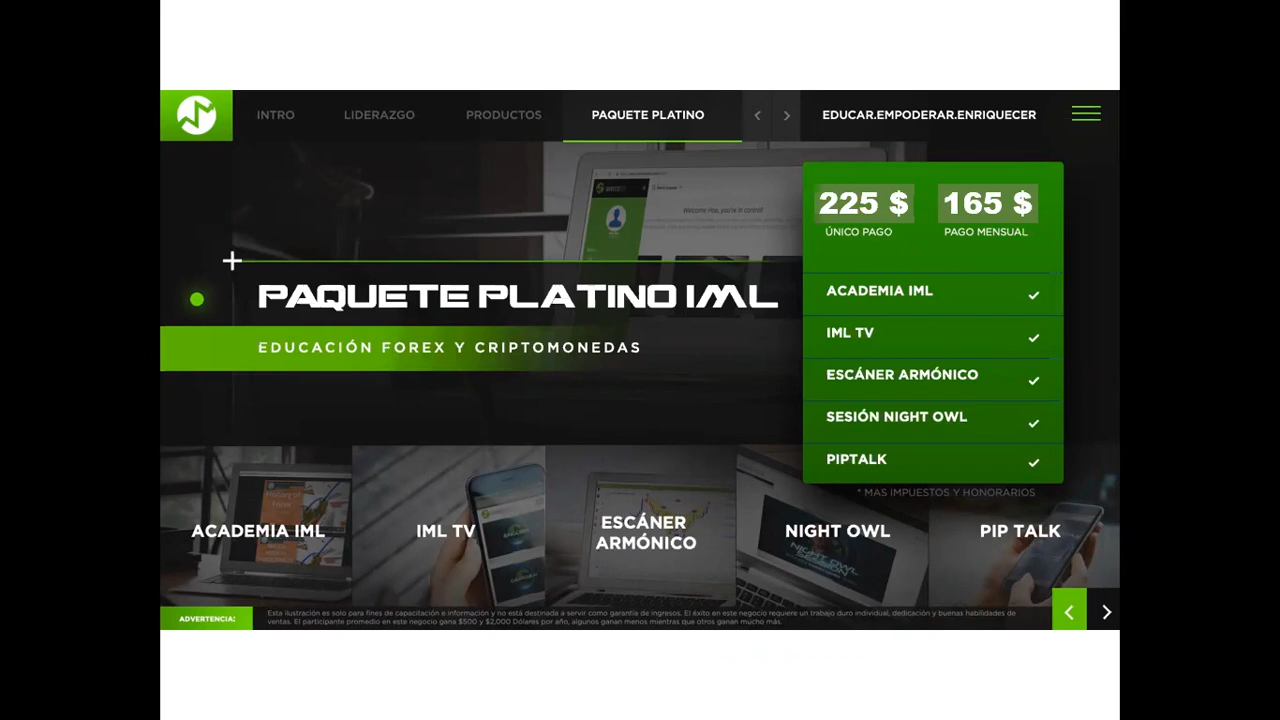 INTRO
LIDERAZGO
PRODUCTOS
PAQUETE PLATINO
EDUCAR.EMPODERAR.ENRIQUECER
225 $
165 $
ÚNICO PAGO
PAGO MENSUAL
PAQUETE PLATINO IML
EDUCACIÓN FOREX Y CRIPTOMONEDAS
ACADEMIA IML
IML TV
ESCÁNER ARMÓNICO
SESIÓN NIGHT OWL
PIPTALK
* MAS IMPUESTOS Y HONORARIOS
ACADEMIA IML
IML TV
ESCÁNER
ARMÓNICO
NIGHT OWL
PIP TALK
NIGHT OWL
SESSION
ADVERTENCIA:
Esta ilustración es solo para fines de capacitación e información y no está destinada a servir como garantía de ingresos. El éxito en este negocio requiere un trabajo duro individual, dedicación y buenas habilidades de
ventas. El participante promedio en este negocio gana $500 y $2,000 Dólares por año, algunos ganan menos mientras que otros ganan mucho más.